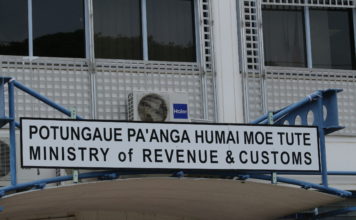 Haier
POTUNGAUE PA'ANGA HUMAI MOE TUTE
MINISTRY of REVENUE & CUSTOMS